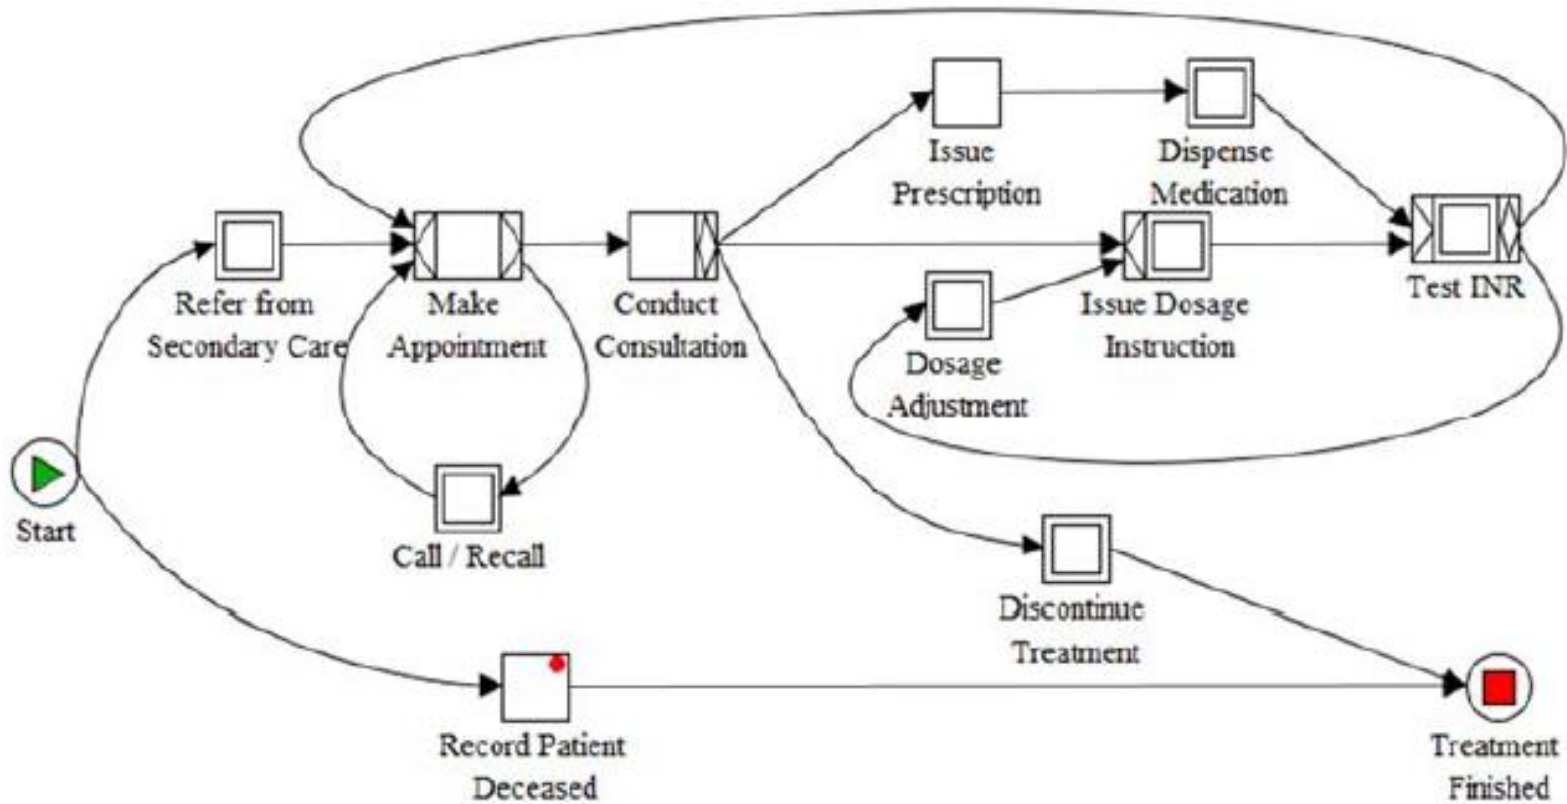 Issue
Prescription
Dispense
Medication
Refer from
Secondary Care
Make
Appointment
Conduct
Consultation
Issue Dosage
Instruction
Test INR
Dosage
Adjustment
Start
Call / Recall
Discontinue
Treatment
Record Patient
Deceased
Treatment
Finished